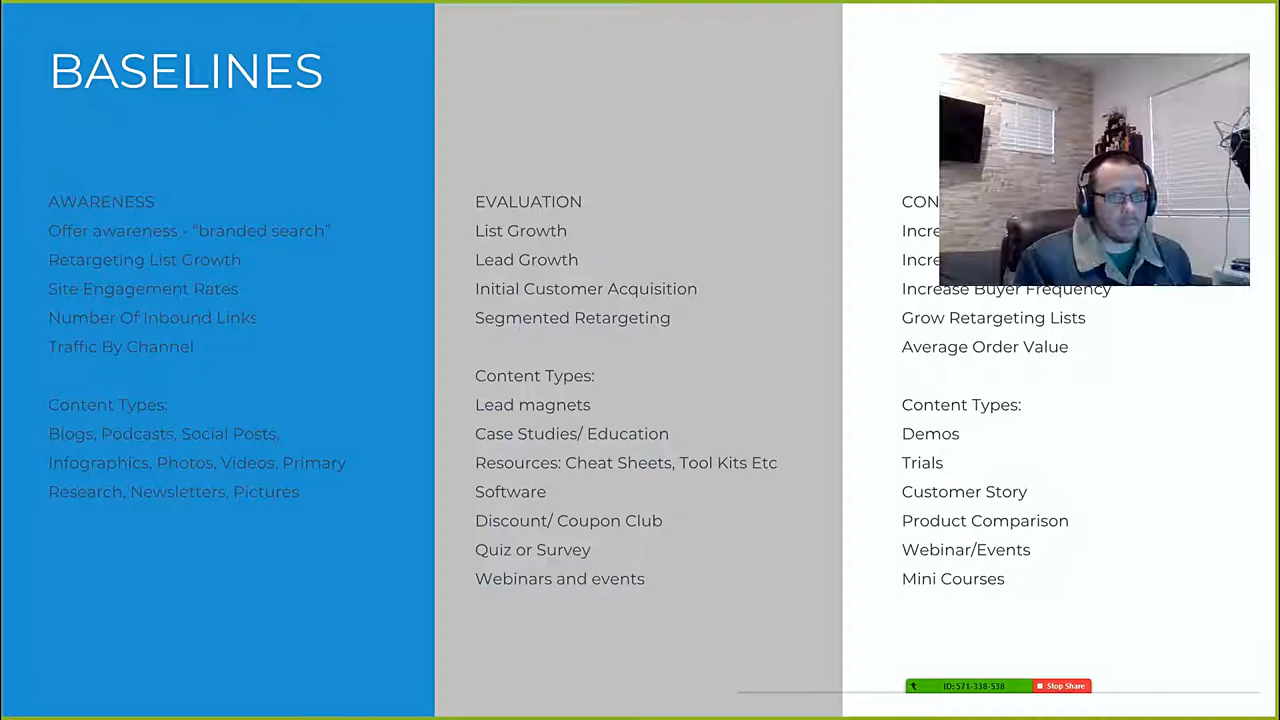 BASELINES
AWARENESS
Offer awareness - “branded search”
Retargeting List Growth
Site Engagement Rates
Number Of Inbound Links
Traffic By Channel
Content Types:
Blogs, Podcasts, Social Posts,
Infographics, Photos, Videos, Primary
Research, Newsletters, Pictures
EVALUATION
List Growth
Lead Growth
Initial Customer Acquisition
Segmented Retargeting
Content Types:
Lead magnets
Case Studies/ Education
Resources: Cheat Sheets, Tool Kits Etc
Software
Discount/ Coupon Club
Quiz or Survey
Webinars and events
Increase Buyer Frequency
Grow Retargeting Lists
Average Order Value
Content Types:
Demos
Trials
Customer Story
Product Comparison
Webinar/Events
Mini Courses
ID: 571-338-538
Stop Share